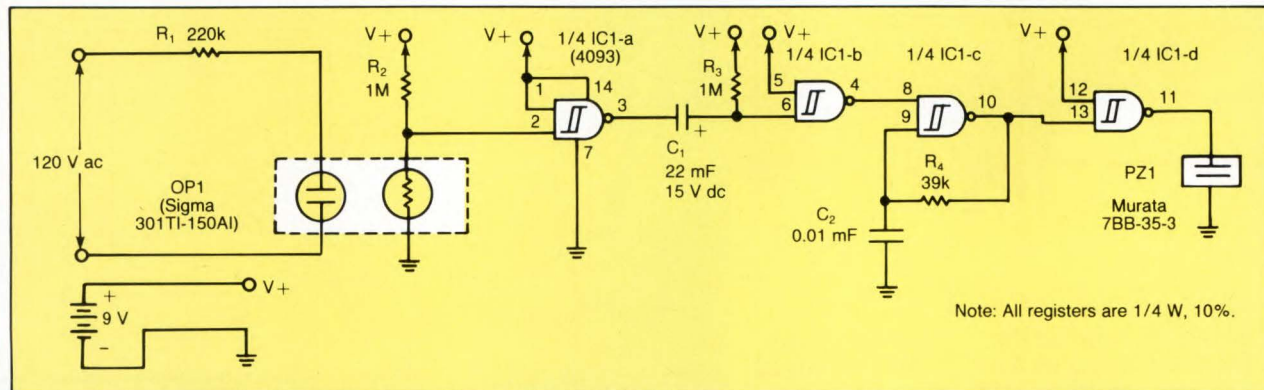 R1 220k
120 V ac
OP1
(Sigma
301TI-150AI)
V+
+
9 V
-
V+
R2
1M
V+
1/4 IC1-a
(4093)
1
14
2
3
7
C1
+
22 mF
15 V dc
V+
R3
1M
V+
1/4 IC1-b
5
6
4
1/4 IC1-c
8
9
10
R4
39k
C2
0.01 mF
V+
1/4 IC1-d
12
13
11
PZ1
Murata
7BB-35-3
Note: All registers are 1/4 W, 10%.